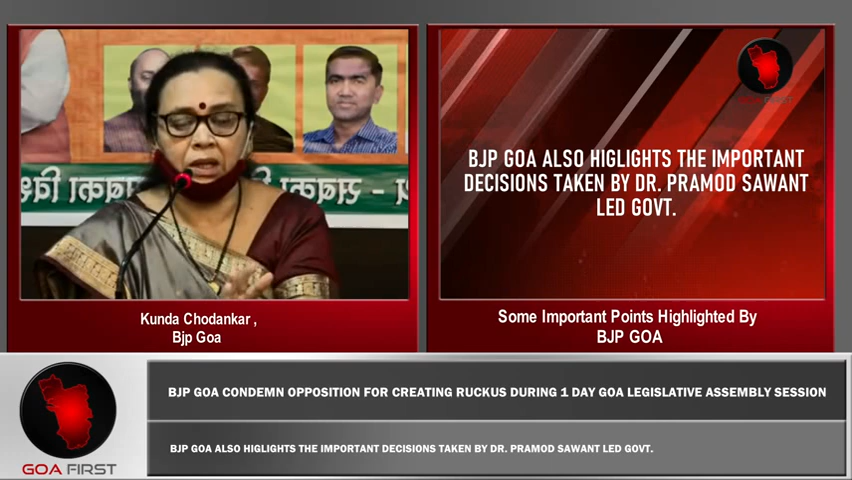 GOA FIRST
BJP GOA ALSO HIGLIGHTS THE IMPORTANT
DECISIONS TAKEN BY DR. PRAMOD SAWANT
LED GOVT.
Kunda Chodankar ,
Bjp Goa
Some Important Points Highlighted By
BJP GOA
BJP GOA CONDEMN OPPOSITION FOR CREATING RUCKUS DURING 1 DAY GOA LEGISLATIVE ASSEMBLY SESSION
BJP GOA ALSO HIGLIGHTS THE IMPORTANT DECISIONS TAKEN BY DR. PRAMOD SAWANT LED GOVT.
GOA FIRST